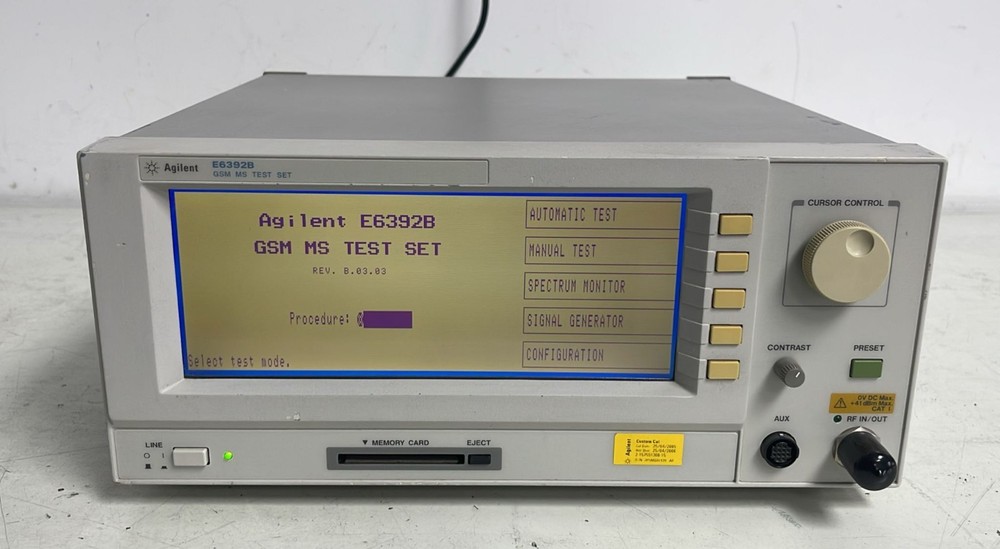 Agilent E6392B
GSM MS TEST SET
Agilent E6392B
GSM MS TEST SET
REV. B.03.03
Procedure:
Select test mode.
AUTOMATIC TEST
MANUAL TEST
SPECTRUM MONITOR
SIGNAL GENERATOR
CONFIGURATION
CURSOR CONTROL
CONTRAST
PRESET
0V DC Max
+41dBm Max
CAT I
AUX
RF IN/OUT
LINE
O I
▼ MEMORY CARD
EJECT
Agilent